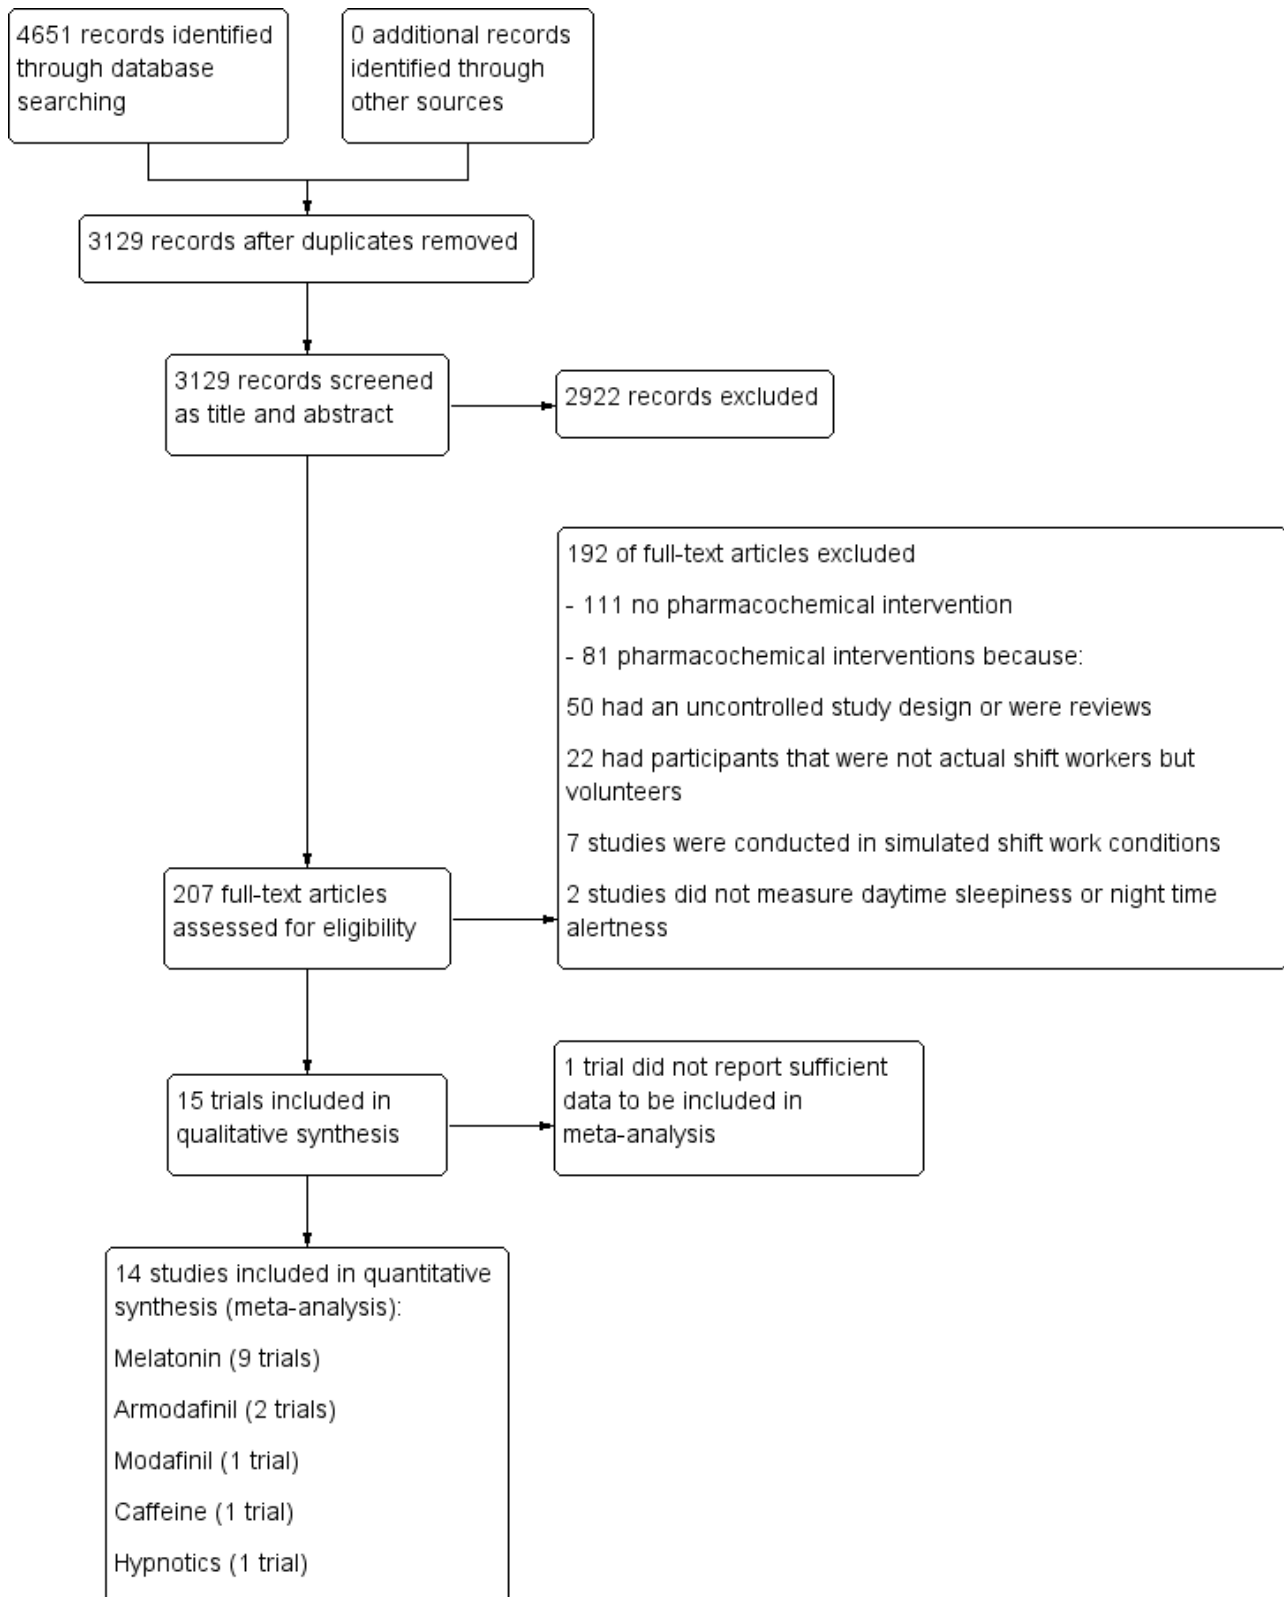 4651 records identified
through database
searching
0 additional records
identified through
other sources
3129 records after duplicates removed
3129 records screened
as title and abstract
2922 records excluded
192 of full-text articles excluded
- 111 no pharmacochemical intervention
- 81 pharmacochemical interventions because:
50 had an uncontrolled study design or were reviews
22 had participants that were not actual shift workers but
volunteers
7 studies were conducted in simulated shift work conditions
2 studies did not measure daytime sleepiness or night time
alertness
207 full-text articles
assessed for eligibility
15 trials included in
qualitative synthesis
1 trial did not report sufficient
data to be included in
meta-analysis
14 studies included in quantitative
synthesis (meta-analysis):
Melatonin (9 trials)
Armodafinil (2 trials)
Modafinil (1 trial)
Caffeine (1 trial)
Hypnotics (1 trial)